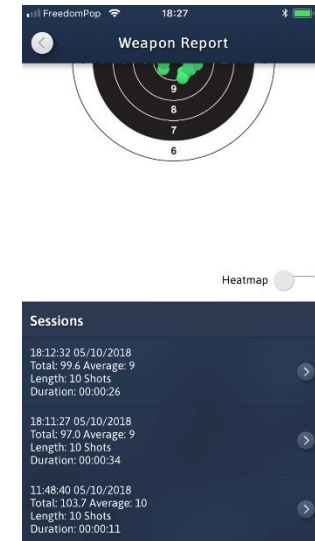 FreedomPop 18:27
Weapon Report
9
8
7
6
Heatmap
Sessions
18:12:32 05/10/2018
Total: 99.6 Average: 9
Length: 10 Shots
Duration: 00:00:26
18:11:27 05/10/2018
Total: 97.0 Average: 9
Length: 10 Shots
Duration: 00:00:34
11:48:40 05/10/2018
Total: 103.7 Average: 10
Length: 10 Shots
Duration: 00:00:11